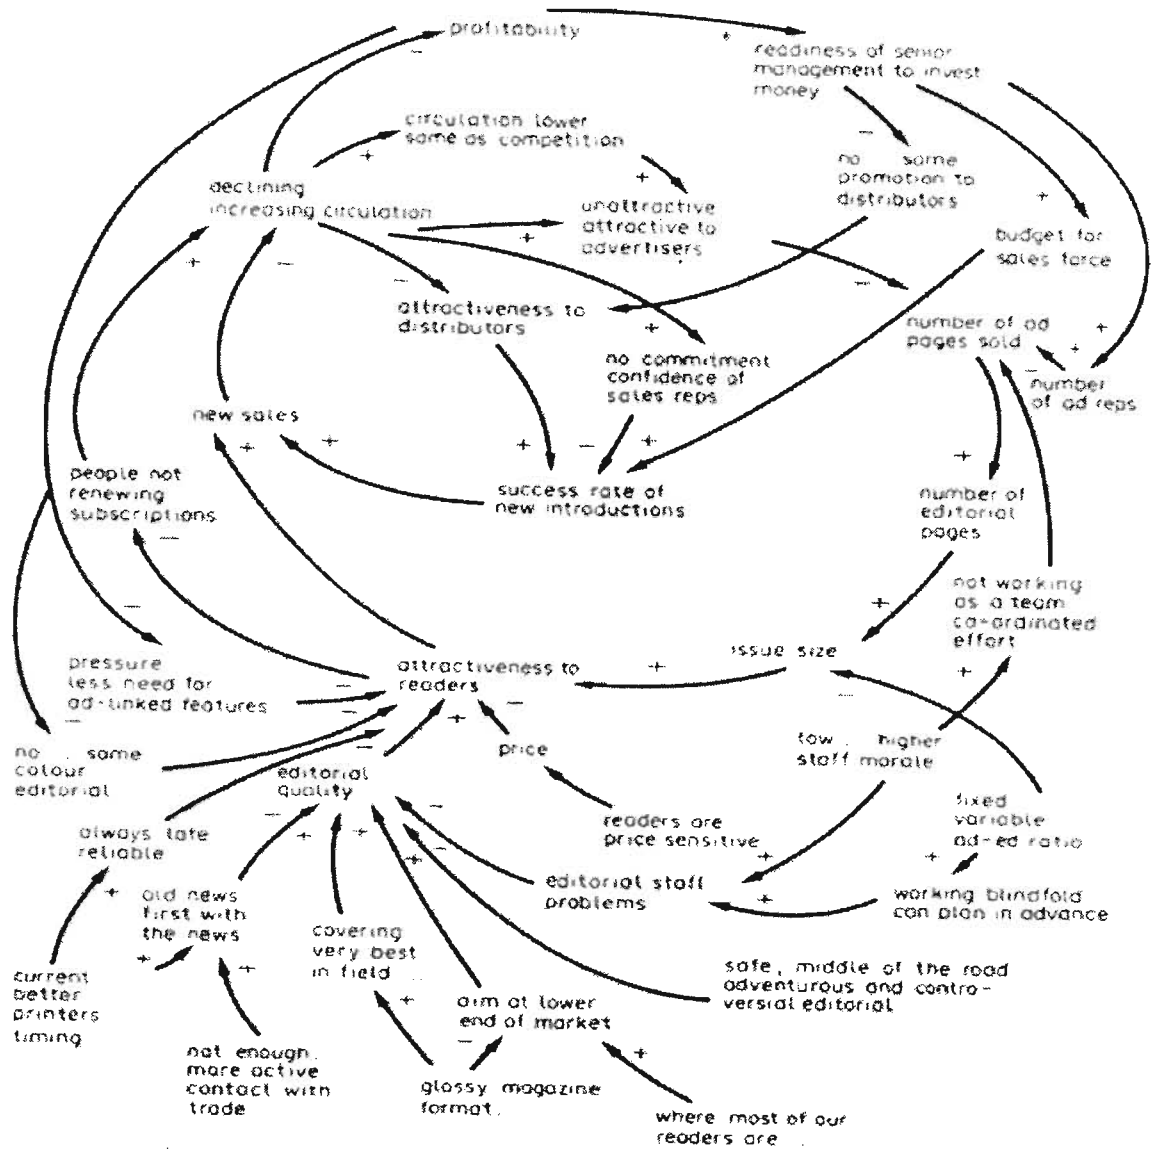 profitability
readiness of senior
management to invest
money
circulation lower
same as competition
no some
promotion to
distributors
declining
increasing circulation
unattractive
attractive to
advertisers
budget for
sales force
attractiveness to
distributors
number of ad
pages sold
no commitment
confidence of
sales reps
number
of ad reps
new sales
people not
renewing
subscriptions
success rate of
new introductions
number of
editorial
pages
not working
as a team
co-ordinated
effort
issue size
pressure
less need for
ad-linked features
attractiveness to
readers
no . same
colour
editorial
price
low . higher
staff morale
editorial
quality
always late
reliable
readers are
price sensitive
fixed
variable
ad-ed ratio
old news
first with
the news
editorial staff
problems
working blindfold
can plan in advance
covering
very best
in field
current
better
printers
timing
aim at lower
end of market
safe, middle of the road
adventurous and contro-
versial editorial
not enough.
more active
contact with
trade
glossy magazine
format.
where most of our
readers are